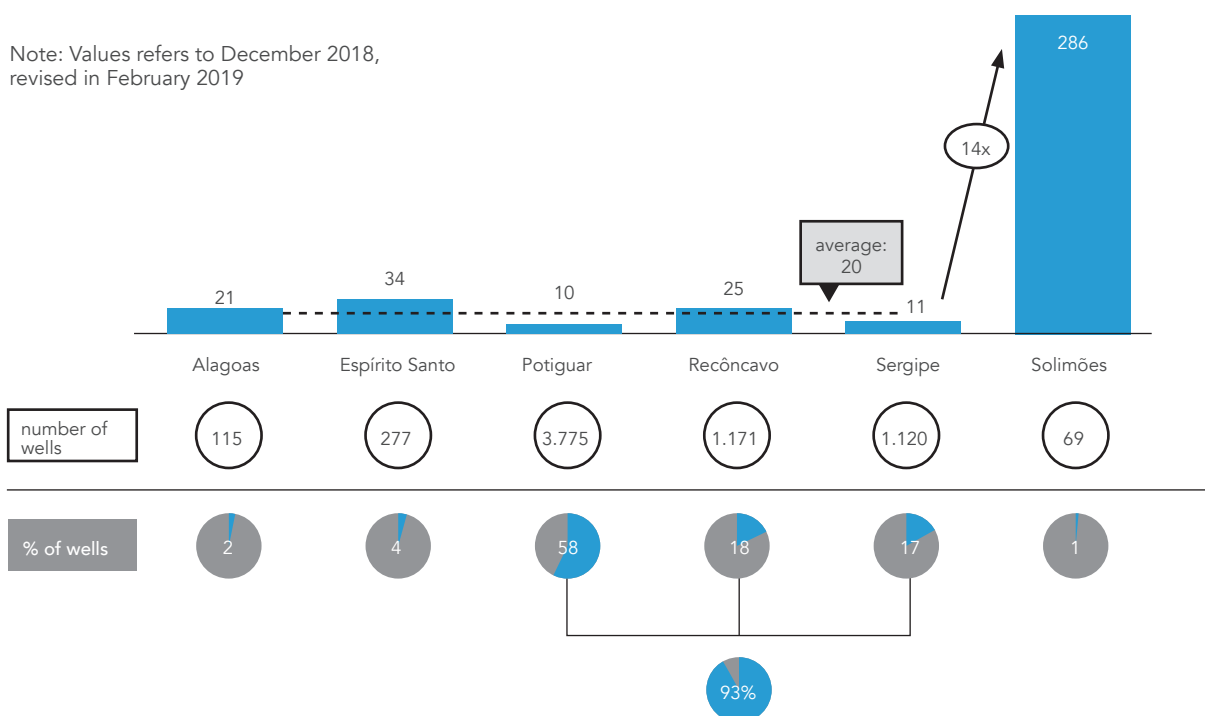 Note: Values refers to December 2018,
revised in February 2019
286
14x
average:
20
21
34
10
25
11
Alagoas
Espírito Santo
Potiguar
Recôncavo
Sergipe
Solimões
number of
wells
115
277
3.775
1.171
1.120
69
% of wells
2
4
58
18
17
1
93%